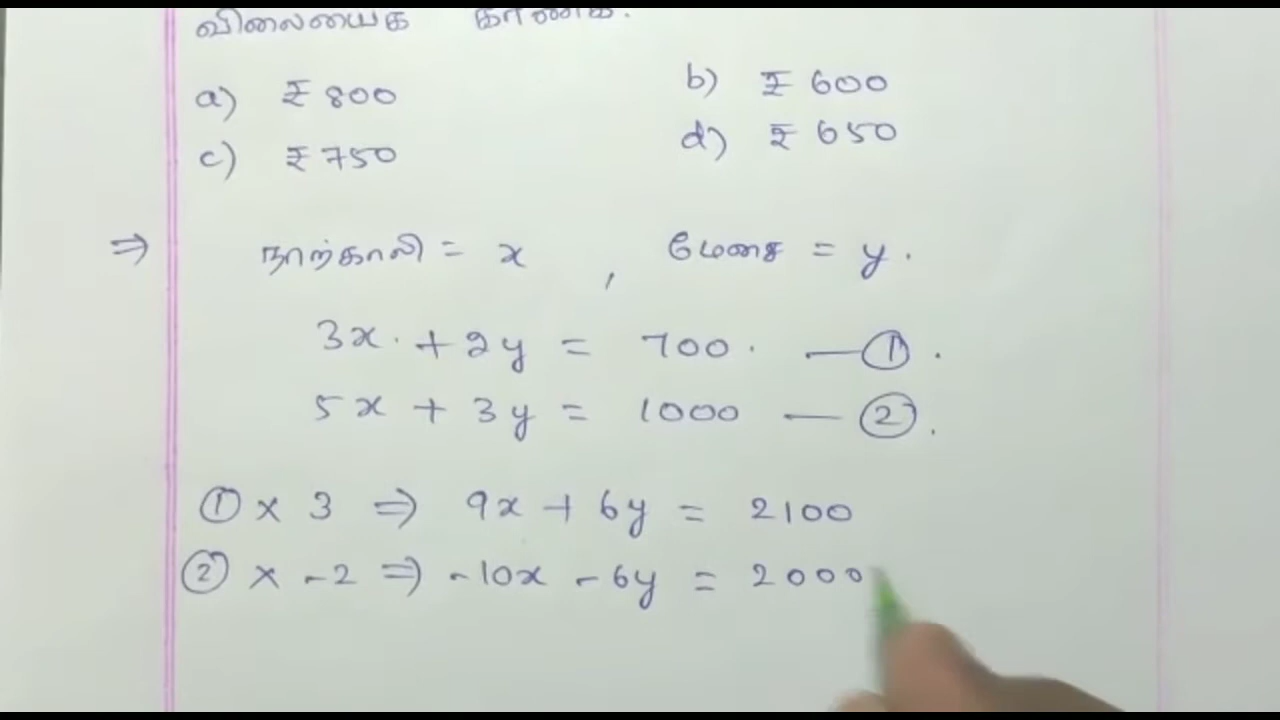 விலையைக் காண்க.
a) ₹ 800 b) ₹ 600
c) ₹ 750 d) ₹ 650
⇒ நாற்காலி = x , மேசை = y.
3x + 2y = 700. — ①.
5x + 3y = 1000 — ②.
① × 3 ⇒ 9x + 6y = 2100
② × -2 ⇒ -10x - 6y = 2000